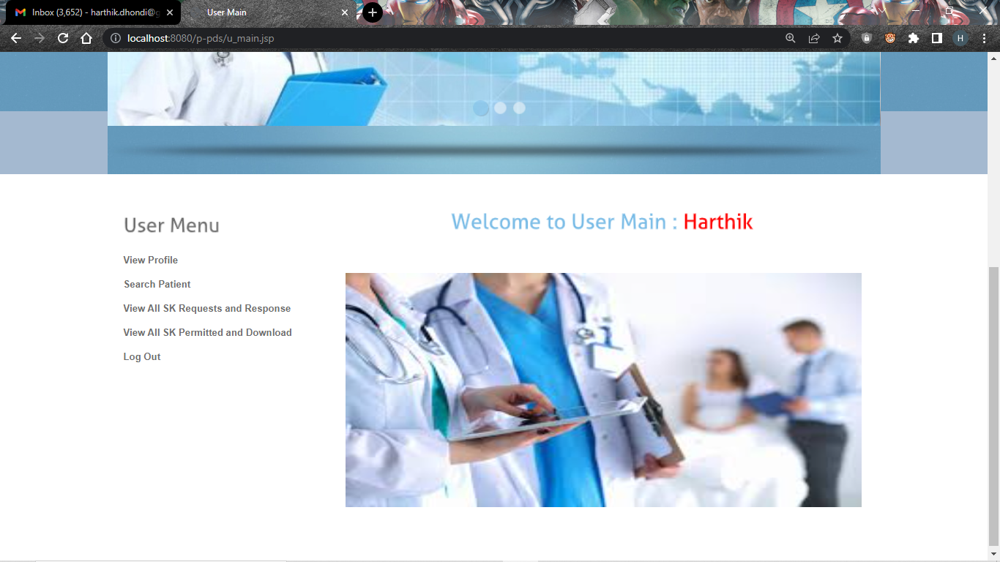 Inbox (3,652) - harthik.dhondi@g
User Main
localhost:8080/p-pds/u_main.jsp
H
User Menu
Welcome to User Main : Harthik
View Profile
Search Patient
View All SK Requests and Response
View All SK Permitted and Download
Log Out